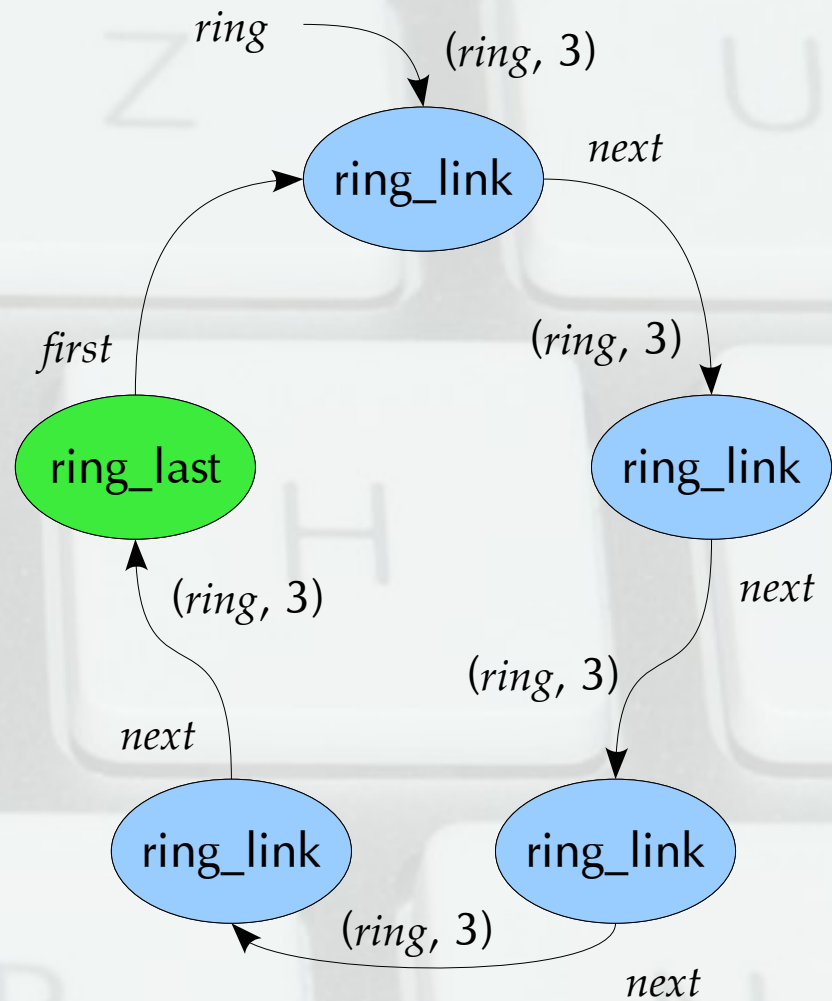 ring
(ring, 3)
Z
U
ring_link
next
(ring, 3)
first
ring_last
ring_link
H
(ring, 3)
next
(ring, 3)
next
ring_link
ring_link
(ring, 3)
next